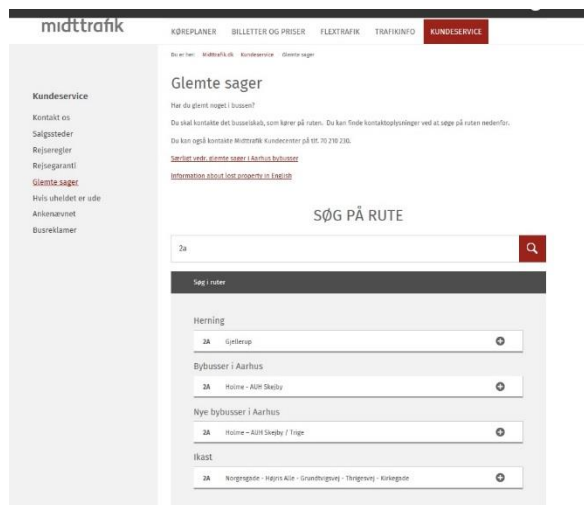 midttrafik
KØREPLANER BILLETTER OG PRISER FLEXTRAFIK TRAFIKINFO KUNDESERVICE
Du er her: Midttrafik.dk Kundeservice Glemte sager
Kundeservice
Kontakt os
Salgssteder
Rejseregler
Rejsegaranti
Glemte sager
Hvis uheldet er ude
Ankenævnet
Busreklamer
Glemte sager
Har du glemt noget i bussen?
Du skal kontakte det busselskab, som kører på ruten. Du kan finde kontaktoplysninger ved at søge på ruten nedenfor.
Du kan også kontakte Midttrafik Kundecenter på tlf. 70 210 230.
Særligt vedr. glemte sager i Aarhus bybusser
Information about lost property in English
SØG PÅ RUTE
2a
Søg i ruter
Herning
2A Gjellerup
Bybusser i Aarhus
2A Holme - AUH Skejby
Nye bybusser i Aarhus
2A Holme – AUH Skejby / Trige
Ikast
2A Norgesgade - Højris Alle - Grundtvigsvej - Thrigesvej - Kirkegade